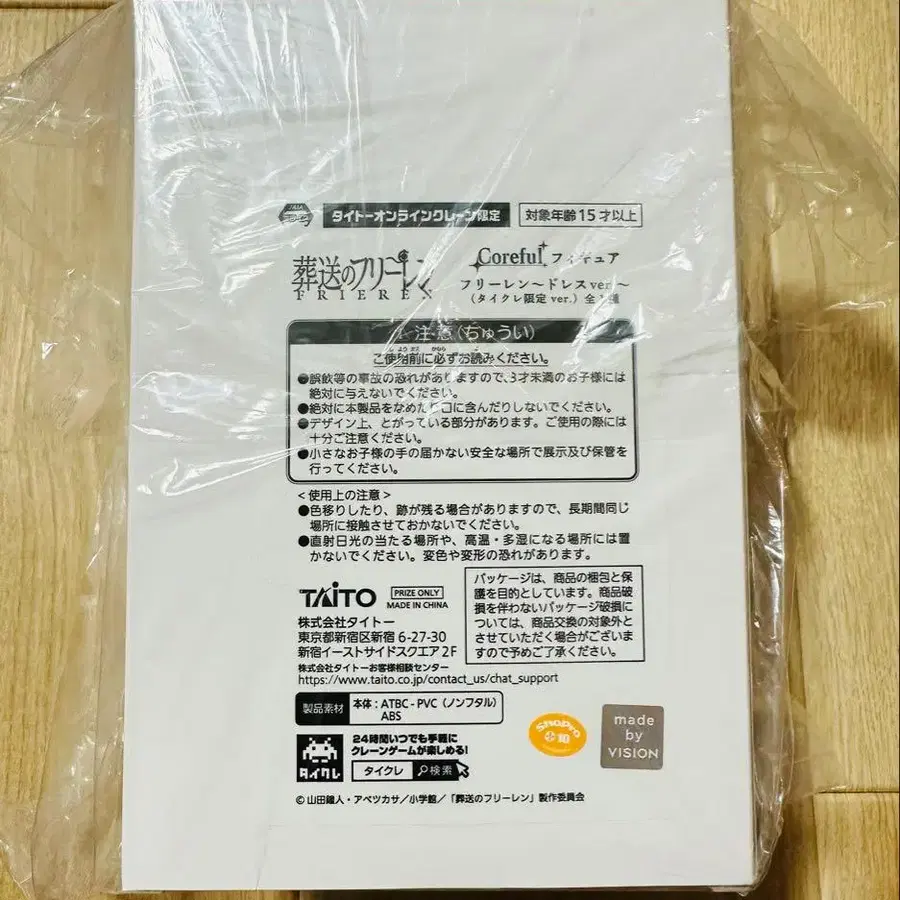 JAIA
タイトーオンラインクレーン限定
対象年齢15才以上
葬送のフリーレン
FRIEREN
Coreful フィギュア
フリーレン～ドレスver.～
(タイクレ限定 ver.) 全1種
注意(ちゅうい)
ご使用前に必ずお読みください。
●誤飲等の事故の恐れがありますので、3才未満のお子様には
絶対に与えないでください。
●絶対に本製品をなめたり口に含んだりしないでください。
●デザイン上、とがっている部分があります。ご使用の際には
十分ご注意ください。
●小さなお子様の手の届かない安全な場所で展示及び保管を
行ってください。
<使用上の注意>
●色移りしたり、跡が残る場合がありますので、長期間同じ
場所に接触させておかないでください。
●直射日光の当たる場所や、高温・多湿になる場所には置
かないでください。変色や変形の恐れがあります。
TAITO
PRIZE ONLY
MADE IN CHINA
株式会社タイトー
東京都新宿区新宿 6-27-30
新宿イーストサイドスクエア 2F
株式会社タイトーお客様相談センター
https://www.taito.co.jp/contact_us/chat_support
パッケージは、商品の梱包と保
護を目的としています。商品破
損を伴わないパッケージ破損に
ついては、商品交換の対象外と
させていただく場合がございま
すので予めご了承ください。
製品素材
本体：ATBC-PVC (ノンフタル)
ABS
タイクレ
24時間いつでも手軽に
クレーンゲームが楽しめる!
タイクレ 検索
ShoPro
made
by
VISION
© 山田鐘人・アベツカサ／小学館／「葬送のフリーレン」製作委員会